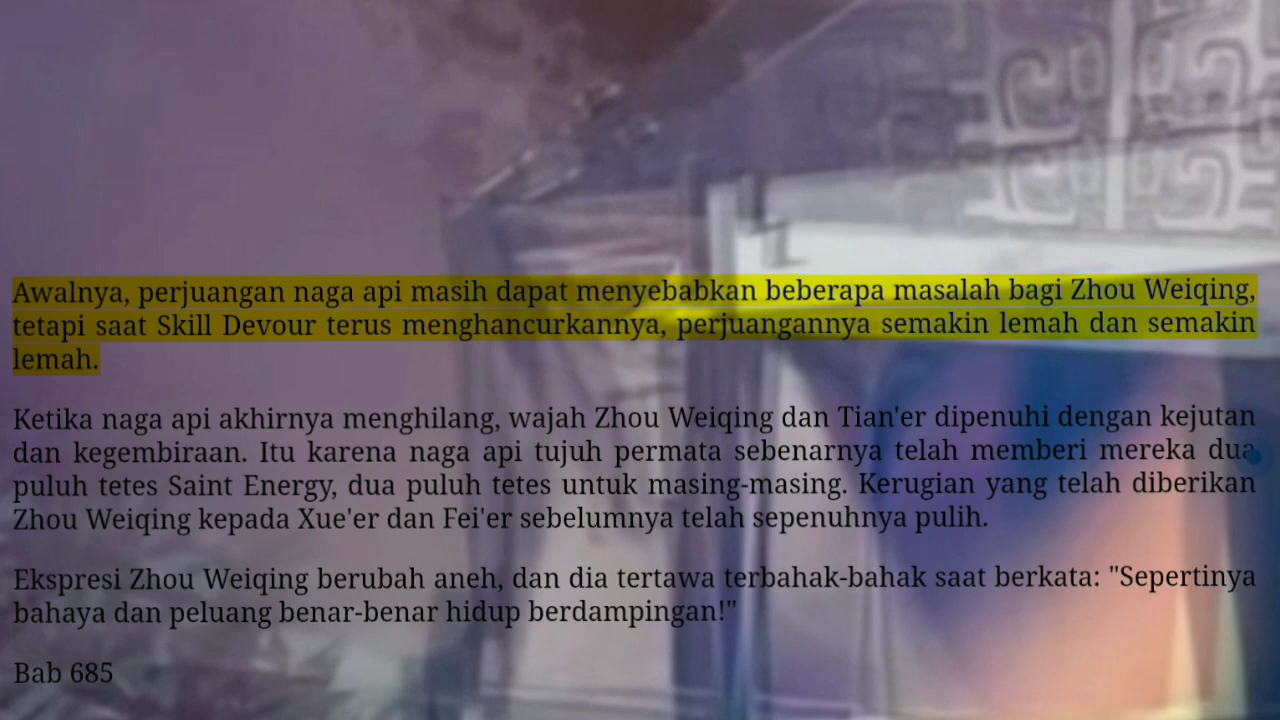 Awalnya, perjuangan naga api masih dapat menyebabkan beberapa masalah bagi Zhou Weiqing,
tetapi saat Skill Devour terus menghancurkannya, perjuangannya semakin lemah dan semakin
lemah.
Ketika naga api akhirnya menghilang, wajah Zhou Weiqing dan Tian'er dipenuhi dengan kejutan
dan kegembiraan. Itu karena naga api tujuh permata sebenarnya telah memberi mereka dua
puluh tetes Saint Energy, dua puluh tetes untuk masing-masing. Kerugian yang telah diberikan
Zhou Weiqing kepada Xue'er dan Fei'er sebelumnya telah sepenuhnya pulih.
Ekspresi Zhou Weiqing berubah aneh, dan dia tertawa terbahak-bahak saat berkata: "Sepertinya
bahaya dan peluang benar-benar hidup berdampingan!"
Bab 685